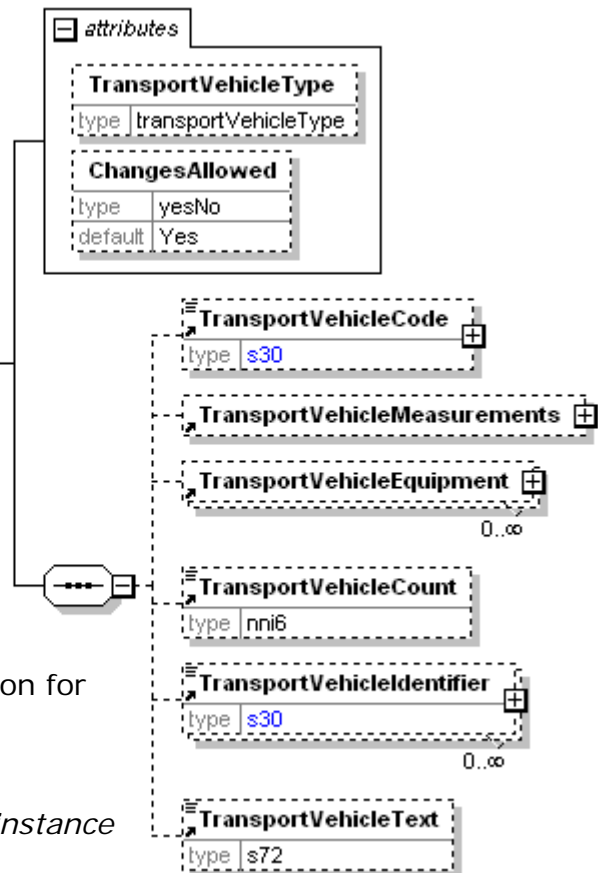 attributes
TransportVehicleType
type transportVehicleType
ChangesAllowed
type yesNo
default Yes
TransportVehicleCode
type s30
TransportVehicleMeasurements
TransportVehicleEquipment
0..∞
TransportVehicleCount
type nni6
on for
TransportVehicleIdentifier
type s30
0..∞
instance
TransportVehicleText
type s72